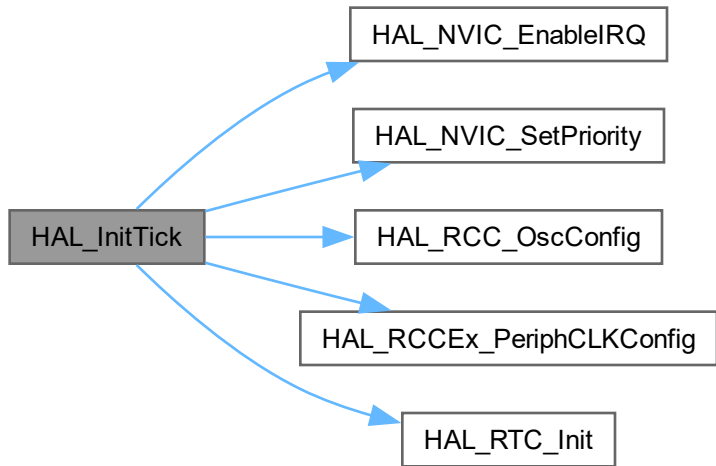 HAL_NVIC_EnableIRQ
HAL_NVIC_SetPriority
HAL_InitTick
HAL_RCC_OscConfig
HAL_RCCEx_PeriphCLKConfig
HAL_RTC_Init